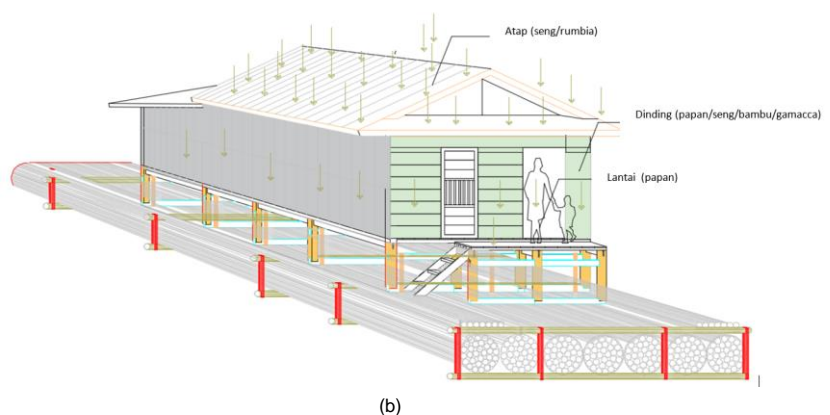 Atap (seng/rumbia)
Dinding (papan/seng/bambu/gamacca)
Lantai (papan)
(b)